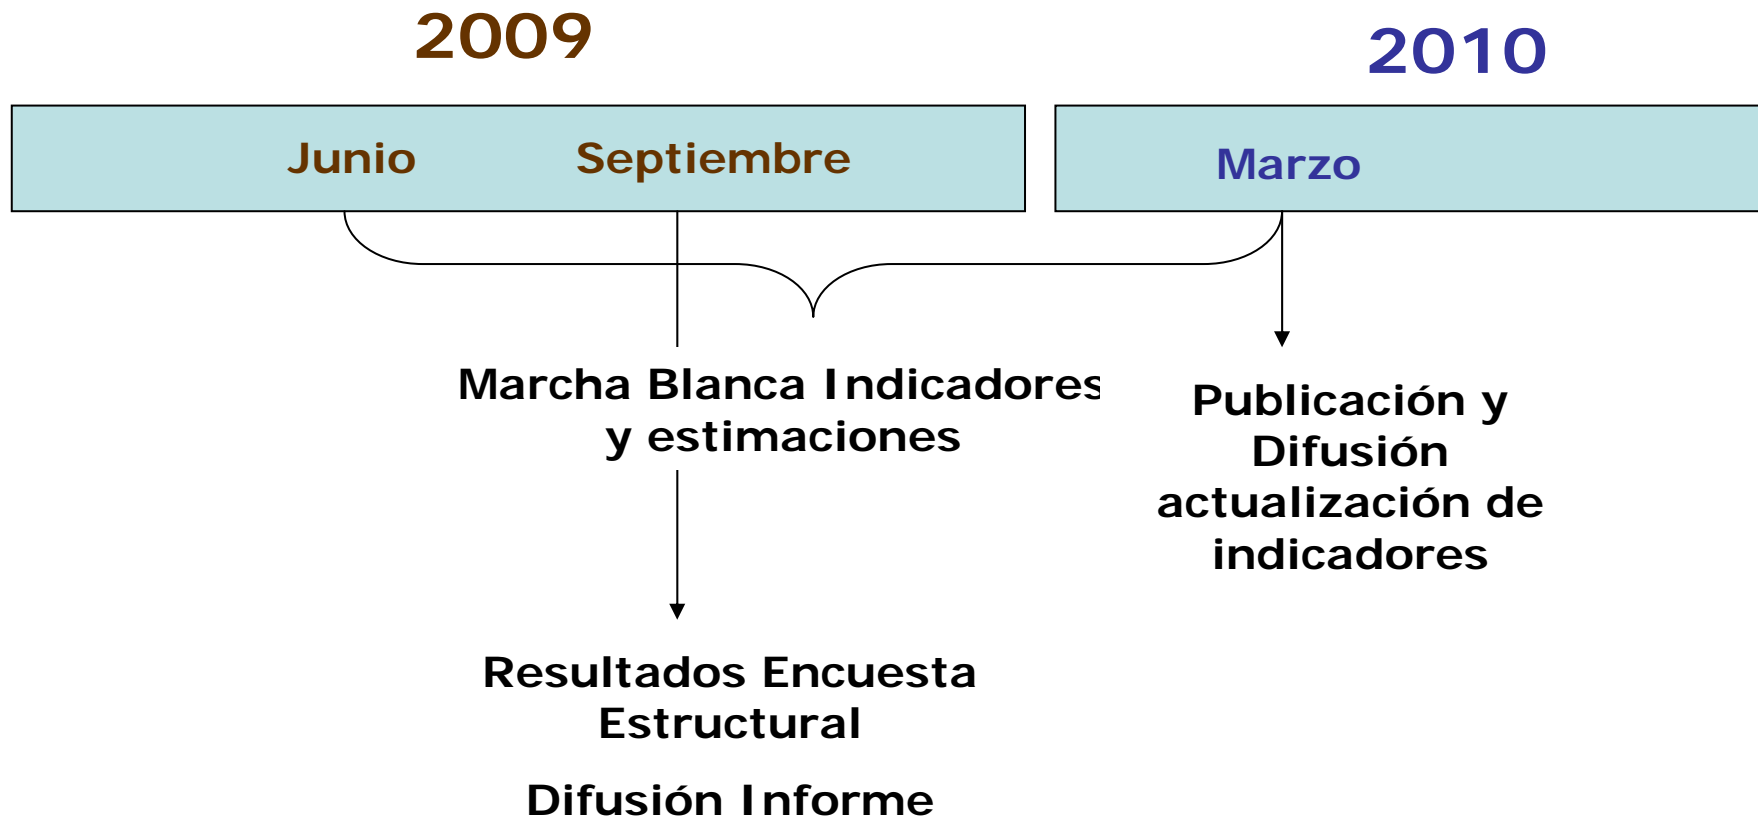 2009
2010
Junio
Septiembre
Marzo
Marcha Blanca Indicadores
y estimaciones
Publicación y
Difusión
actualización de
indicadores
Resultados Encuesta
Estructural
Difusión Informe